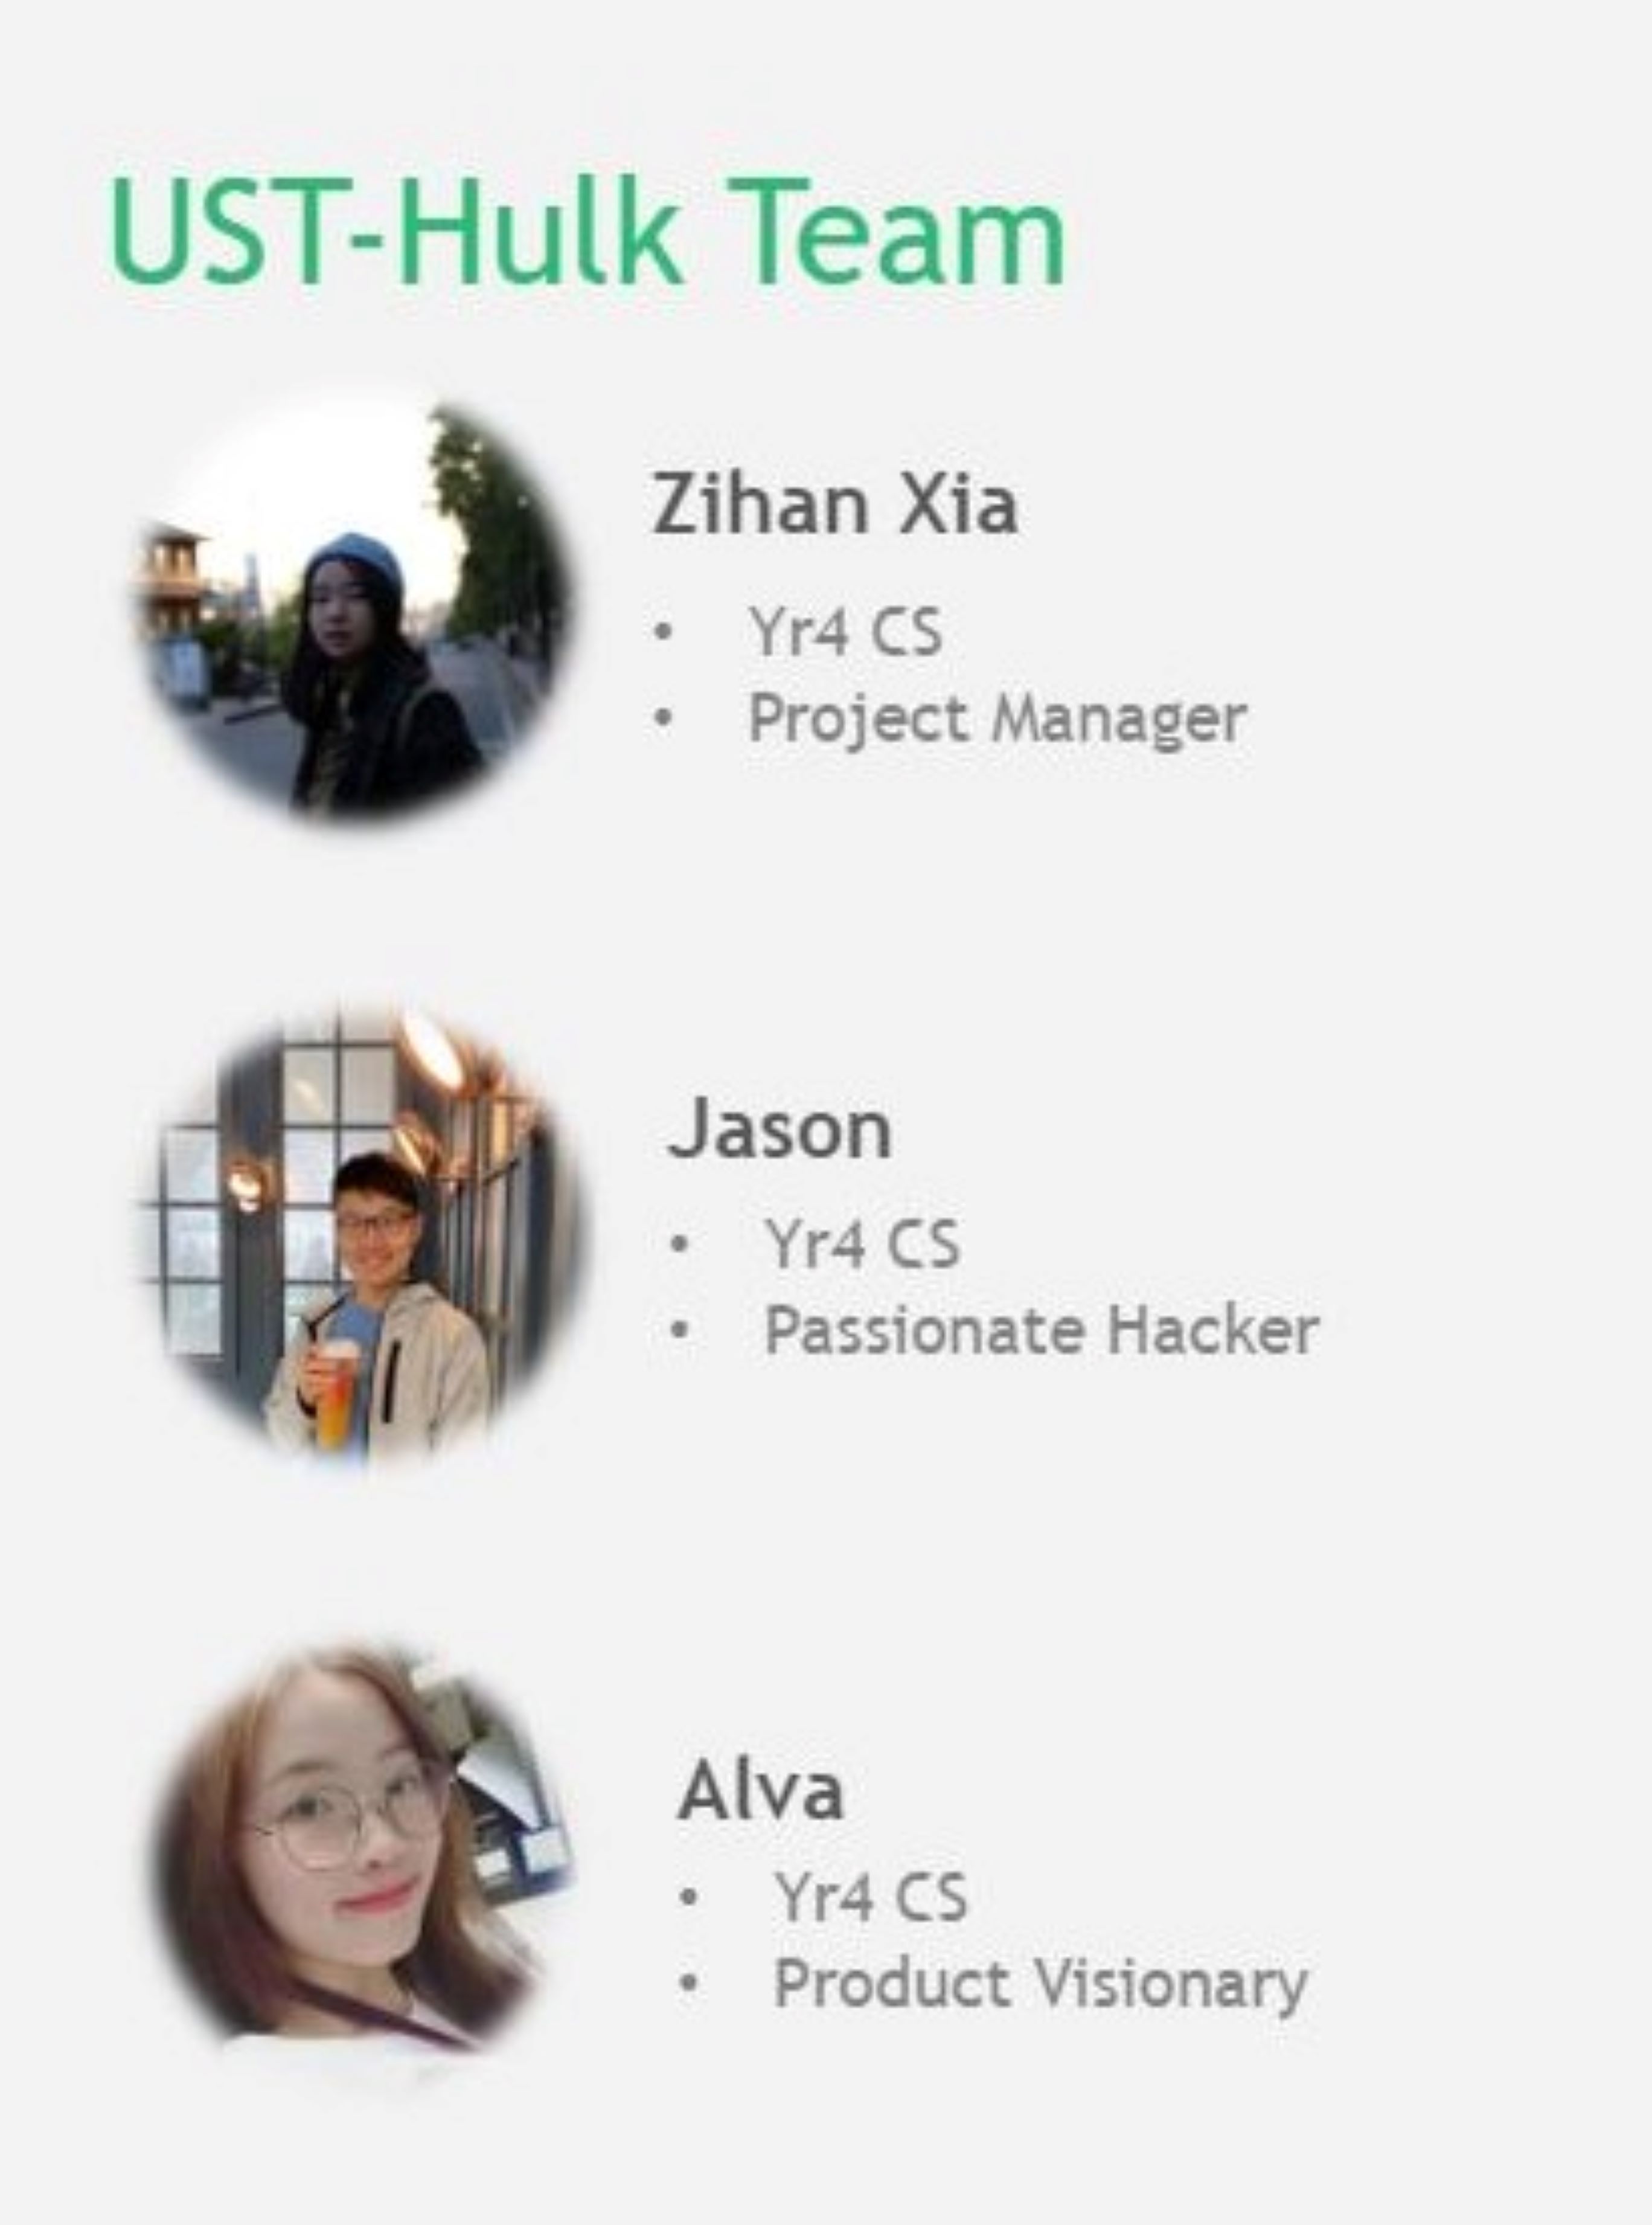 UST-Hulk Team
Zihan Xia
• Yr4 CS
• Project Manager
Jason
• Yr4 CS
• Passionate Hacker
Alva
• Yr4 CS
• Product Visionary